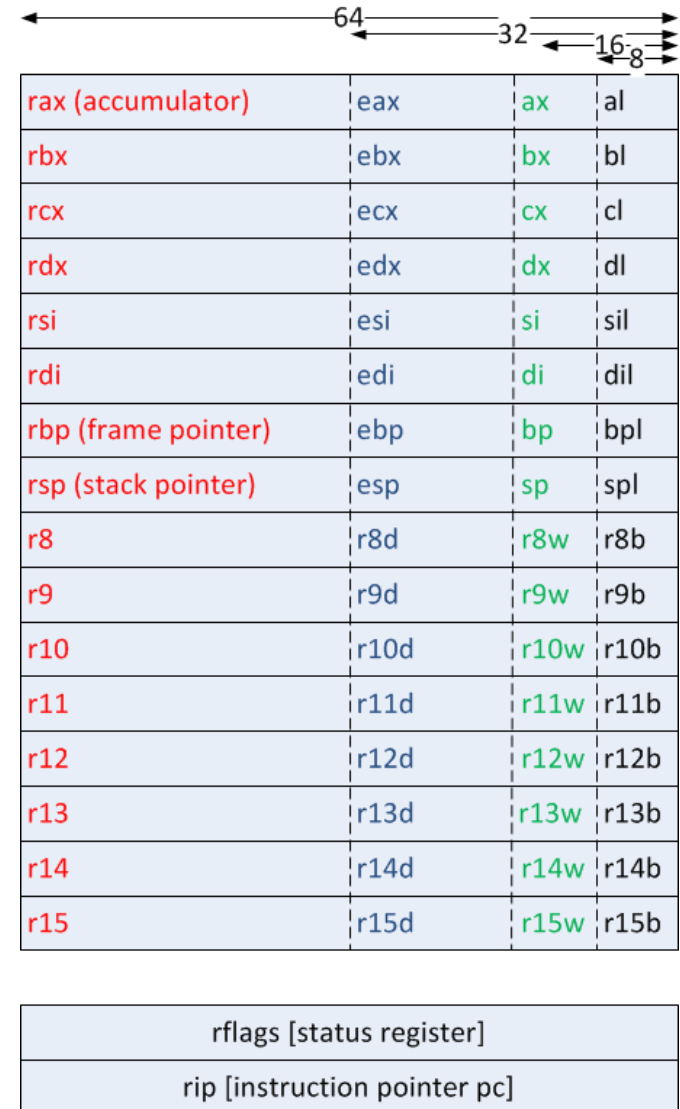 64
32
16
8
rax (accumulator) eax ax al
rbx ebx bx bl
rcx ecx cx cl
rdx edx dx dl
rsi esi si sil
rdi edi di dil
rbp (frame pointer) ebp bp bpl
rsp (stack pointer) esp sp spl
r8 r8d r8w r8b
r9 r9d r9w r9b
r10 r10d r10w r10b
r11 r11d r11w r11b
r12 r12d r12w r12b
r13 r13d r13w r13b
r14 r14d r14w r14b
r15 r15d r15w r15b
rflags [status register]
rip [instruction pointer pc]